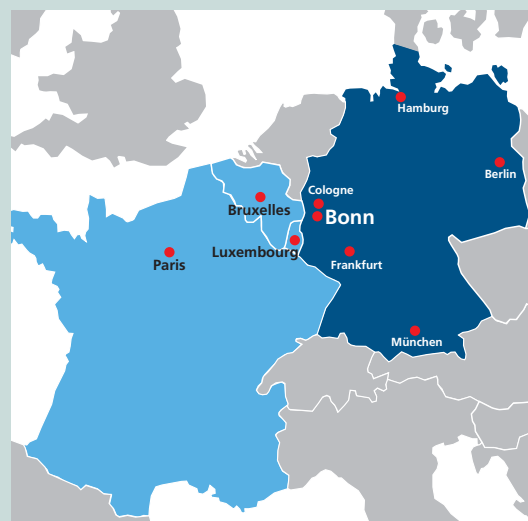 Hamburg
Berlin
Cologne
Bruxelles
Bonn
Luxembourg
Paris
Frankfurt
München